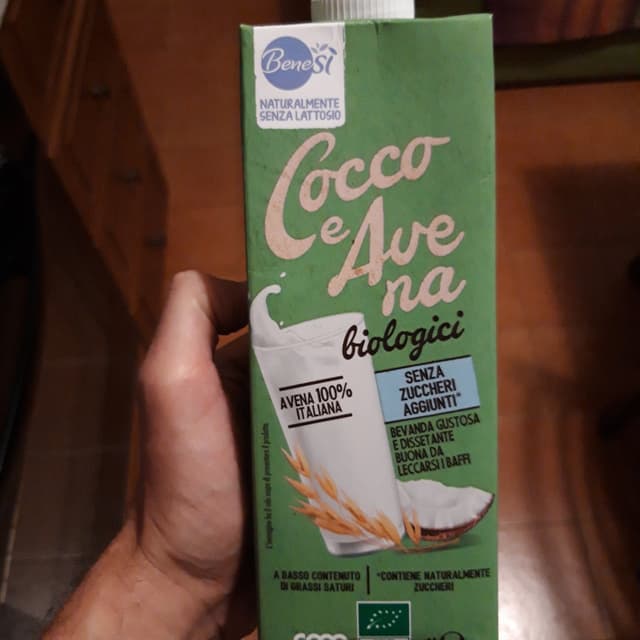 BeneSì
NATURALMENTE
SENZA LATTOSIO
Cocco
e Ave
na
biologici
AVENA 100%
ITALIANA
SENZA
ZUCCHERI
AGGIUNTI*
BEVANDA GUSTOSA
E DISSETANTE
BUONA DA
LECCARSI I BAFFI
A BASSO CONTENUTO
DI GRASSI SATURI
*CONTIENE NATURALMENTE
ZUCCHERI